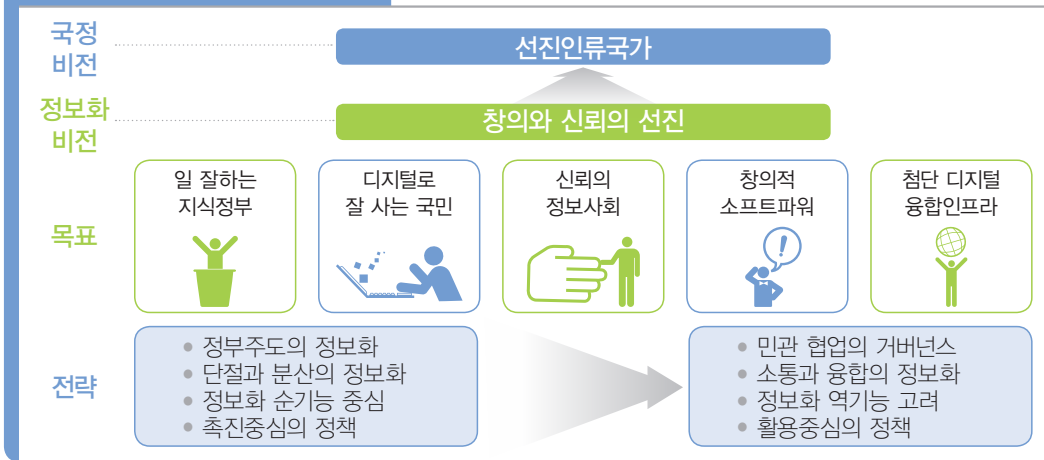 국정
비전
선진인류국가
정보화
비전
창의와 신뢰의 선진
목표
일 잘하는
지식정부
디지털로
잘 사는 국민
신뢰의
정보사회
창의적
소프트파워
첨단 디지털
융합인프라
전략
• 정부주도의 정보화
• 단절과 분산의 정보화
• 정보화 순기능 중심
• 촉진중심의 정책
• 민관 협업의 거버넌스
• 소통과 융합의 정보화
• 정보화 역기능 고려
• 활용중심의 정책